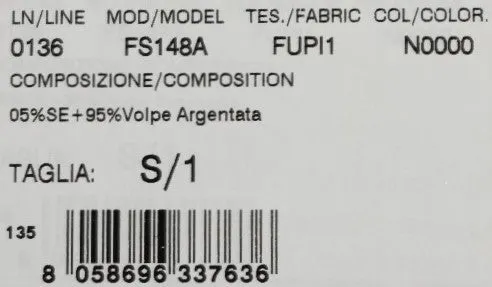 LN/LINE MOD/MODEL TES./FABRIC COL/COLOR.
0136 FS148A FUPI1 N0000
COMPOSIZIONE/COMPOSITION
05%SE+95%Volpe Argentata
TAGLIA: S/1
135
8 058696 337636